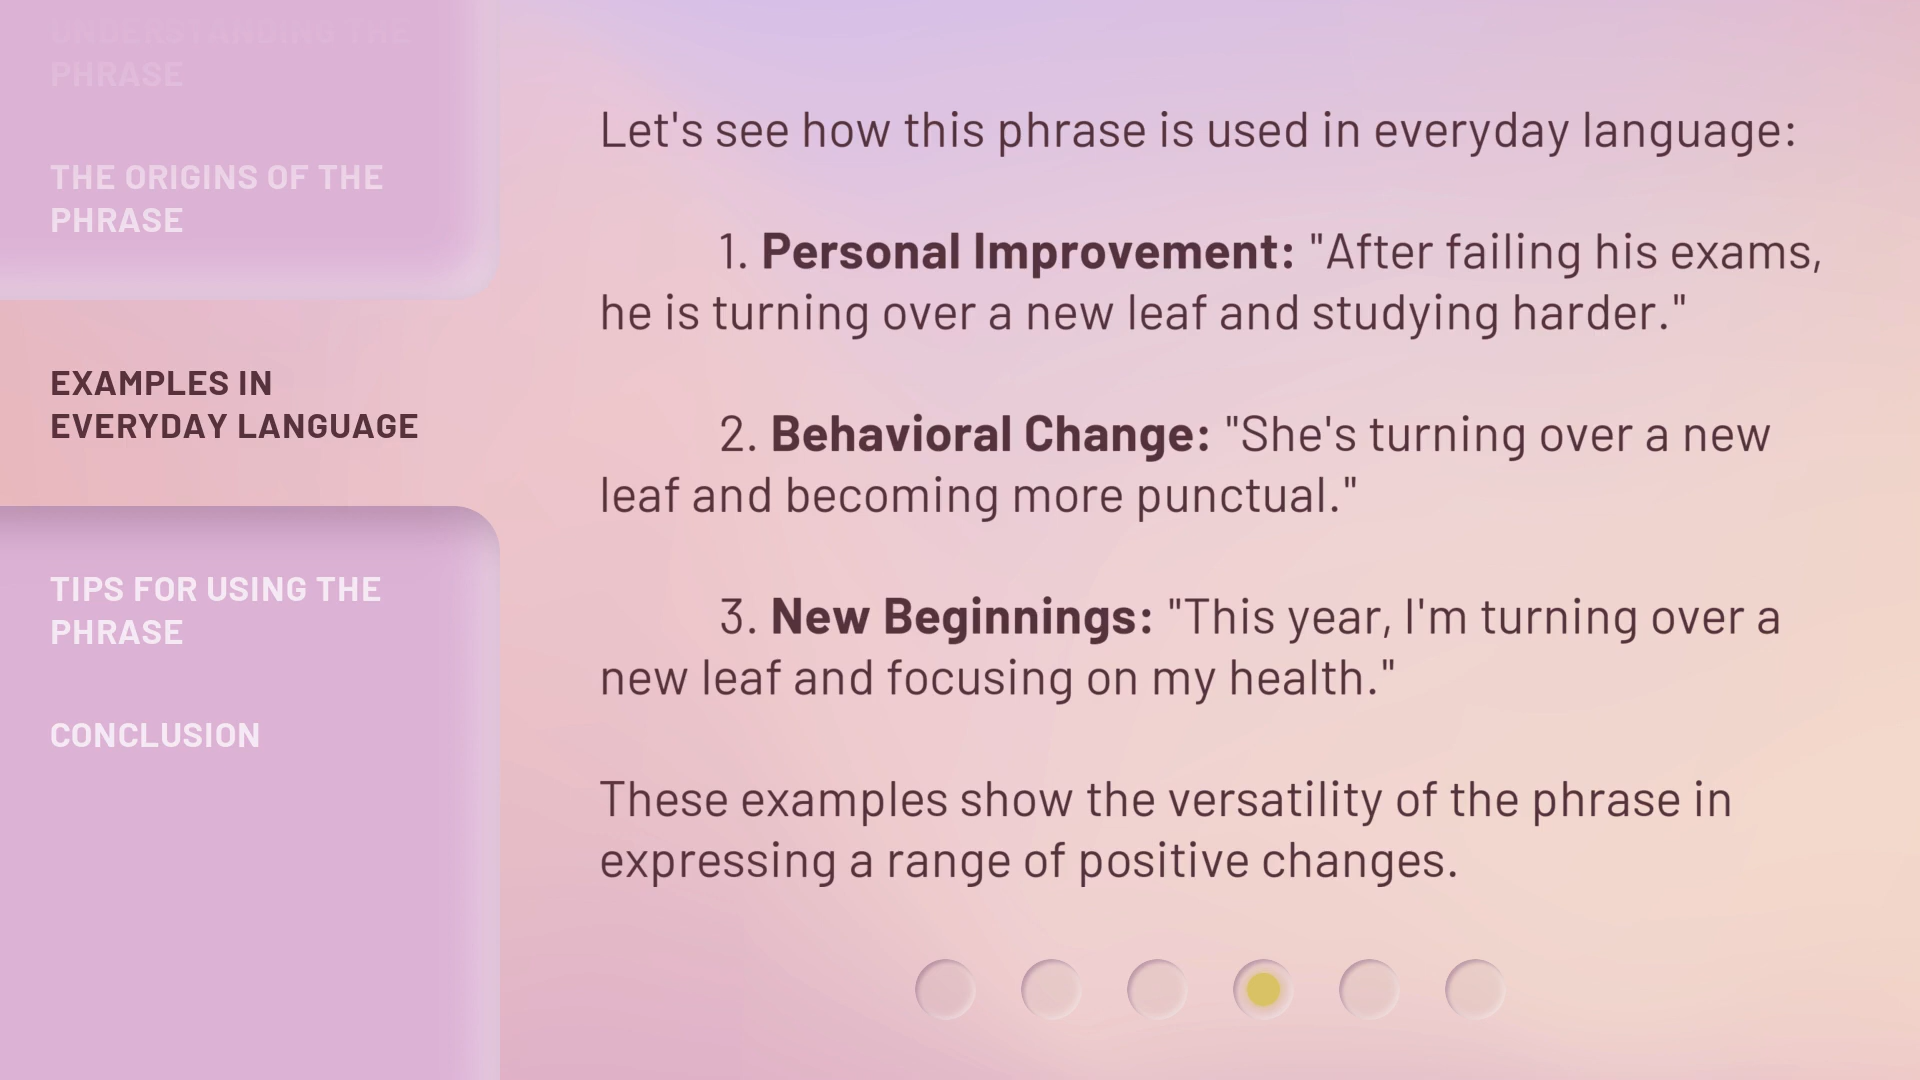 UNDERSTANDING THE
PHRASE
THE ORIGINS OF THE
PHRASE
EXAMPLES IN
EVERYDAY LANGUAGE
TIPS FOR USING THE
PHRASE
CONCLUSION
Let's see how this phrase is used in everyday language:
1. Personal Improvement: "After failing his exams,
he is turning over a new leaf and studying harder."
2. Behavioral Change: "She's turning over a new
leaf and becoming more punctual."
3. New Beginnings: "This year, I'm turning over a
new leaf and focusing on my health."
These examples show the versatility of the phrase in
expressing a range of positive changes.